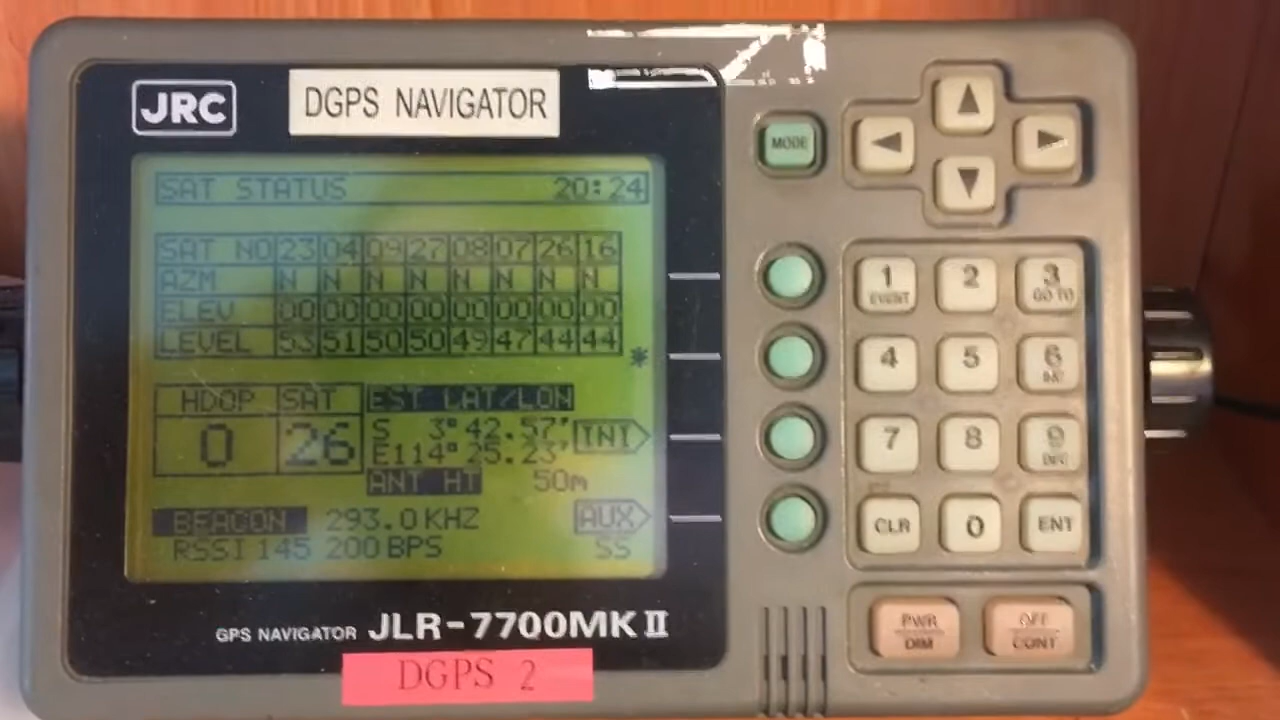 JRC
DGPS NAVIGATOR
SAT STATUS 20:24
SAT NO 23 04 09 27 08 07 26 16
AZM N N N N N N N N
ELEV 00 00 00 00 00 00 00 00
LEVEL 53 51 50 50 49 47 44 44
*
HDOP SAT EST LAT/LON
0 26 S 3°42.57'
E114°25.23'
INI
ANT HT 50m
BEACON 293.0KHZ AUX
RSSI 145 200BPS SS
GPS NAVIGATOR JLR-7700MKⅡ
DGPS 2
MODE
1 2 3
EVENT GO TO
4 5 6
7 8 9
CLR 0 ENT
PWR OFF
DIM CONT